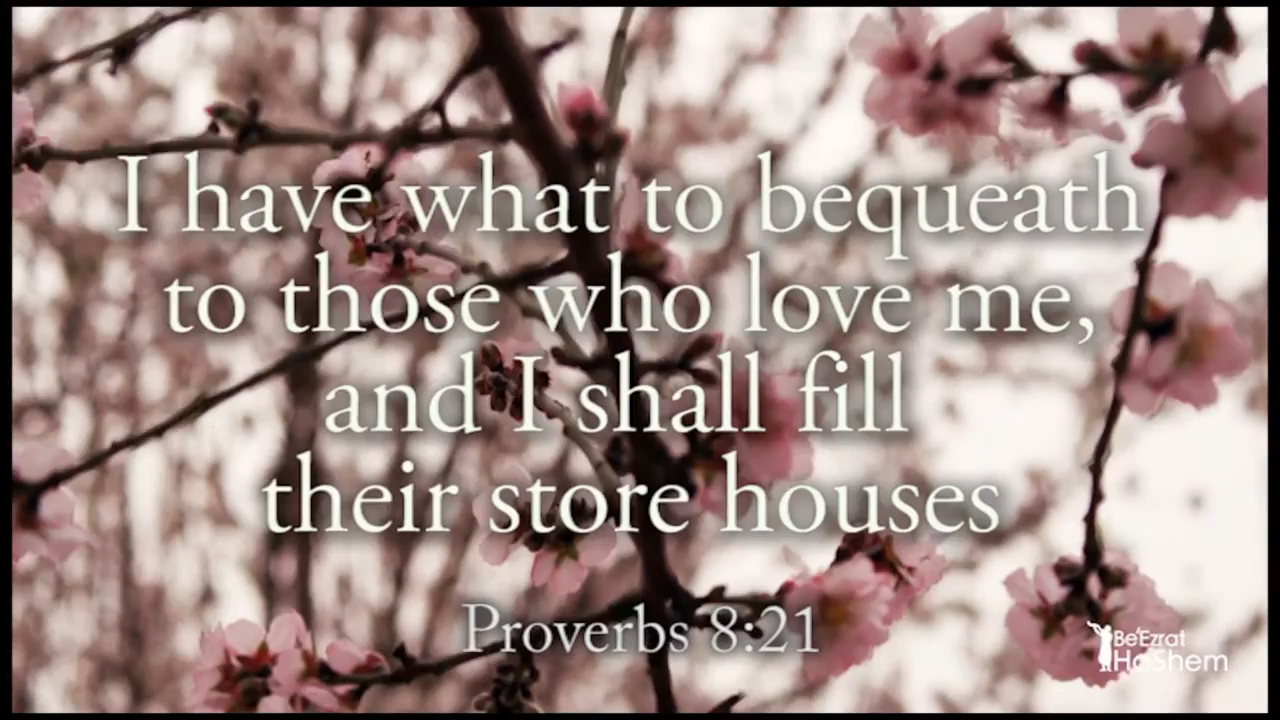 I have what to bequeath
to those who love me,
and I shall fill
their store houses
Proverbs 8:21
Be'Ezrat
HaShem